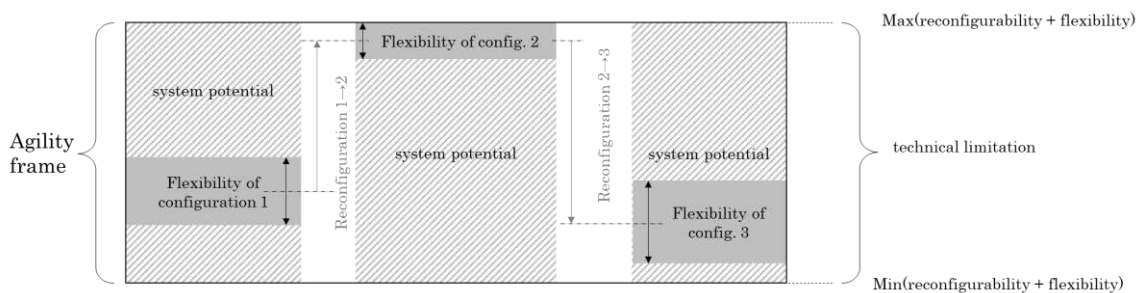 Max(reconfigurability + flexibility)
Flexibility of config. 2
system potential
Reconfiguration 1→2
Reconfiguration 2→3
Agility
frame
system potential
system potential
technical limitation
Flexibility of
configuration 1
Flexibility of
config. 3
Min(reconfigurability + flexibility)